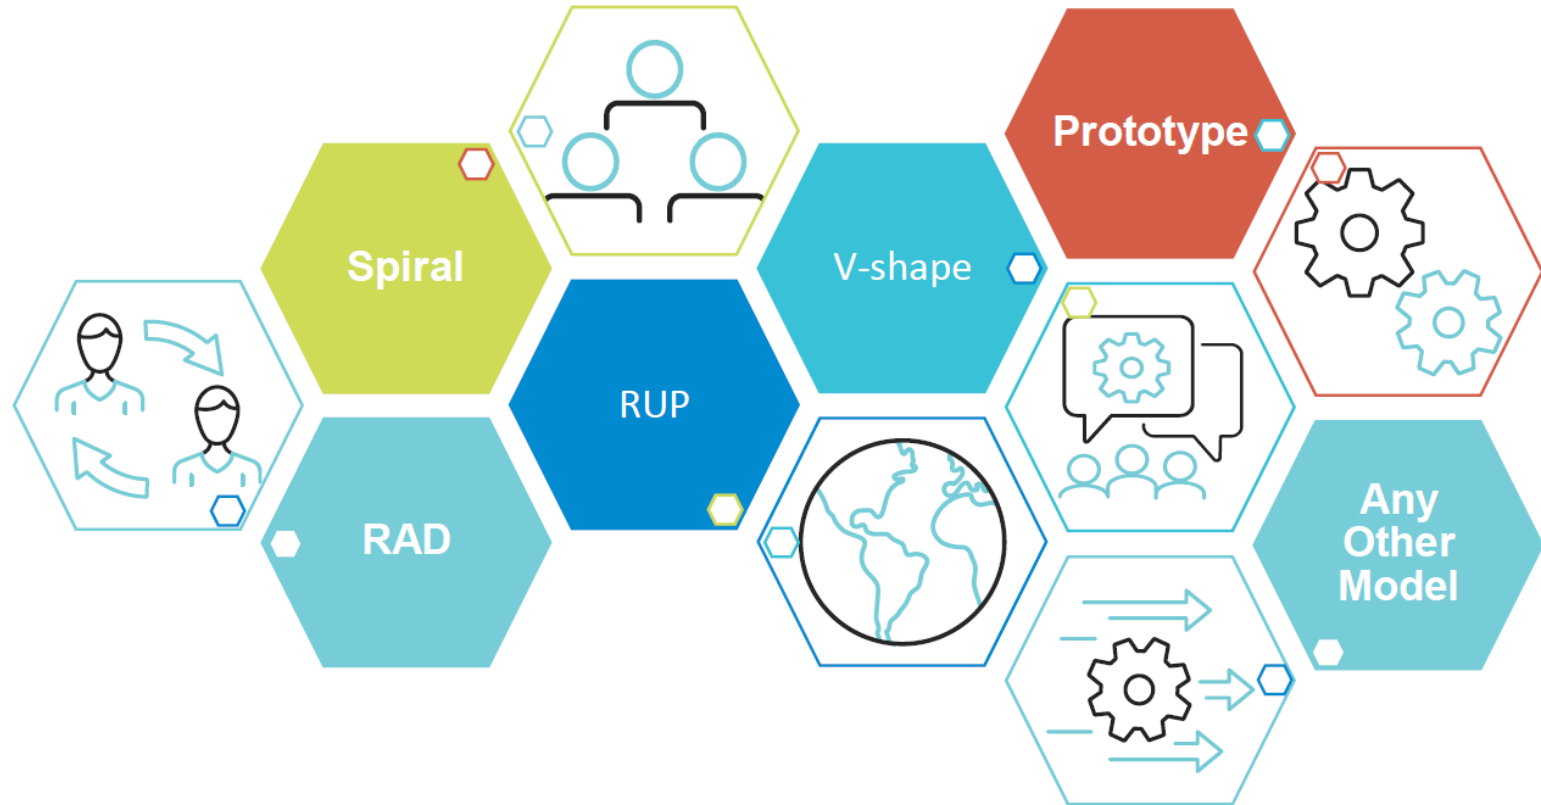 Spiral
RAD
RUP
V-shape
Prototype
Any
Other
Model